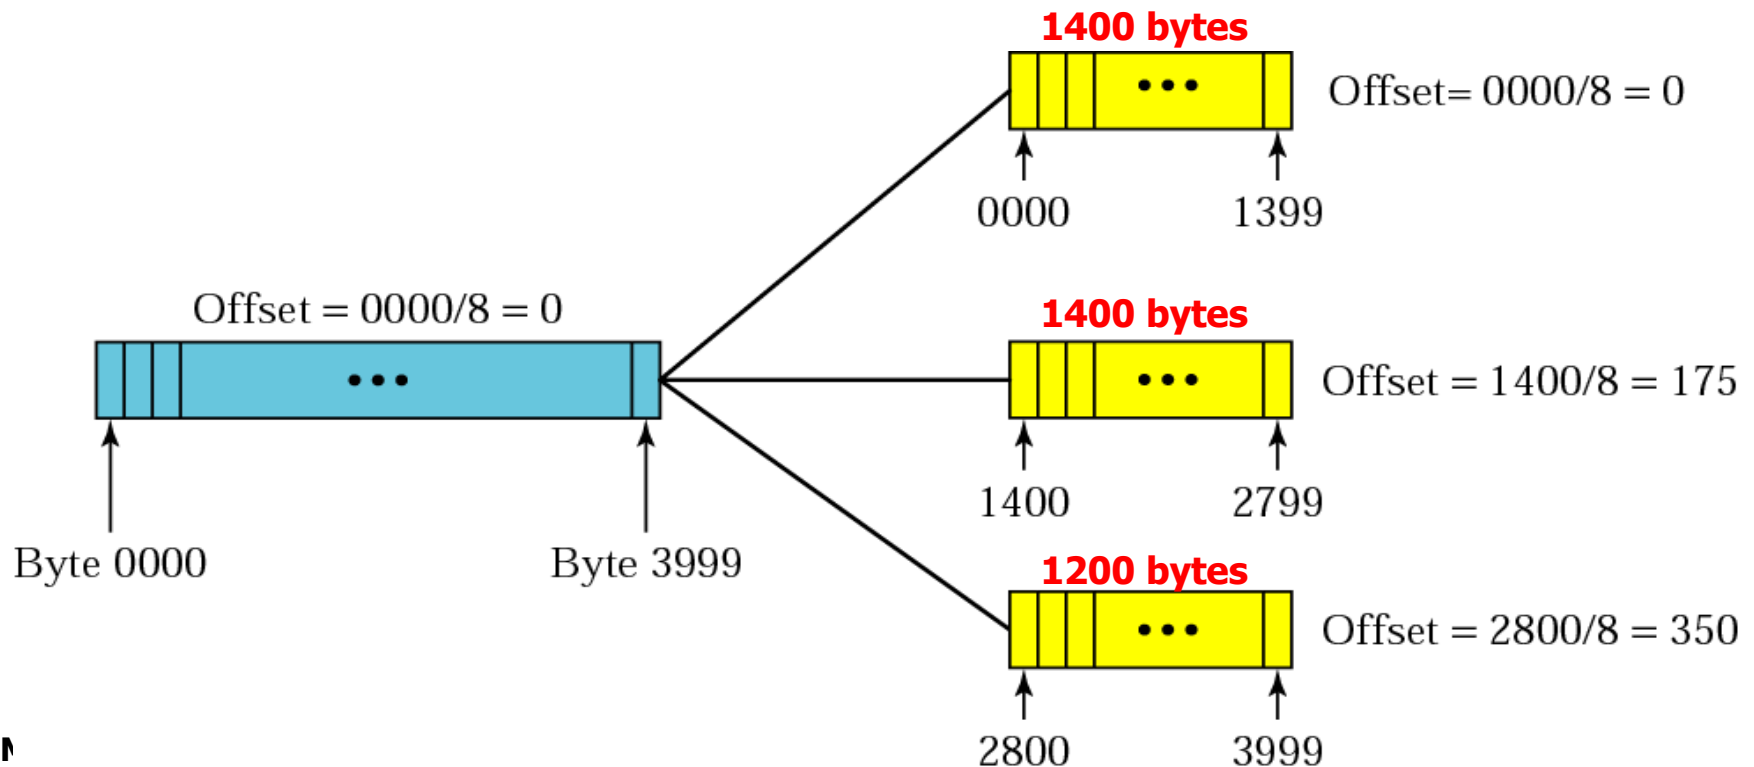 1400 bytes
Offset= 0000/8 = 0
0000
1399
Offset = 0000/8 = 0
Byte 0000
Byte 3999
1400 bytes
Offset = 1400/8 = 175
1400
2799
1200 bytes
Offset = 2800/8 = 350
2800
3999